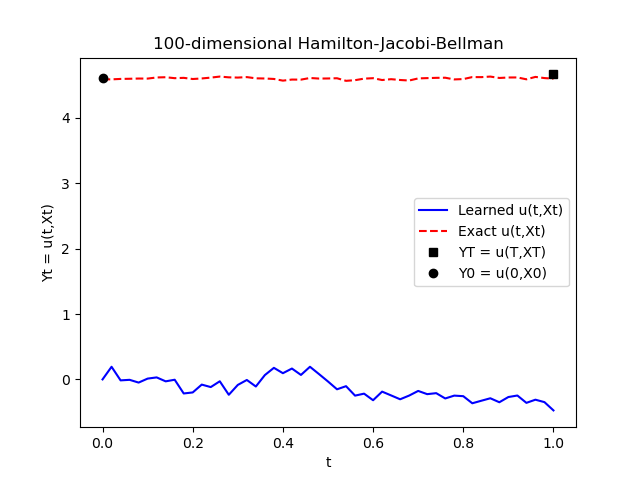 100-dimensional Hamilton-Jacobi-Bellman
Yt = u(t,Xt)
4
3
2
1
0
Learned u(t,Xt)
Exact u(t,Xt)
YT = u(T,XT)
Y0 = u(0,X0)
0.0 0.2 0.4 0.6 0.8 1.0
t